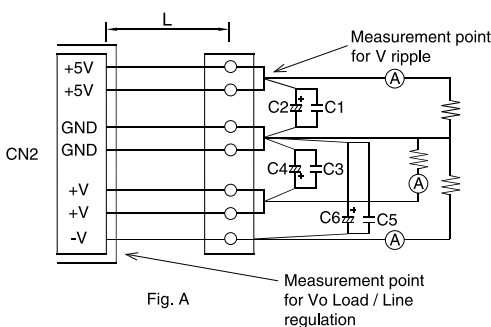 L
Measurement point
for V ripple
+5V
+5V
GND
GND
+V
+V
-V
CN2
C2
+
C1
C4
+
C3
C6
+
C5
A
A
A
Fig. A
Measurement point
for Vo Load / Line
regulation